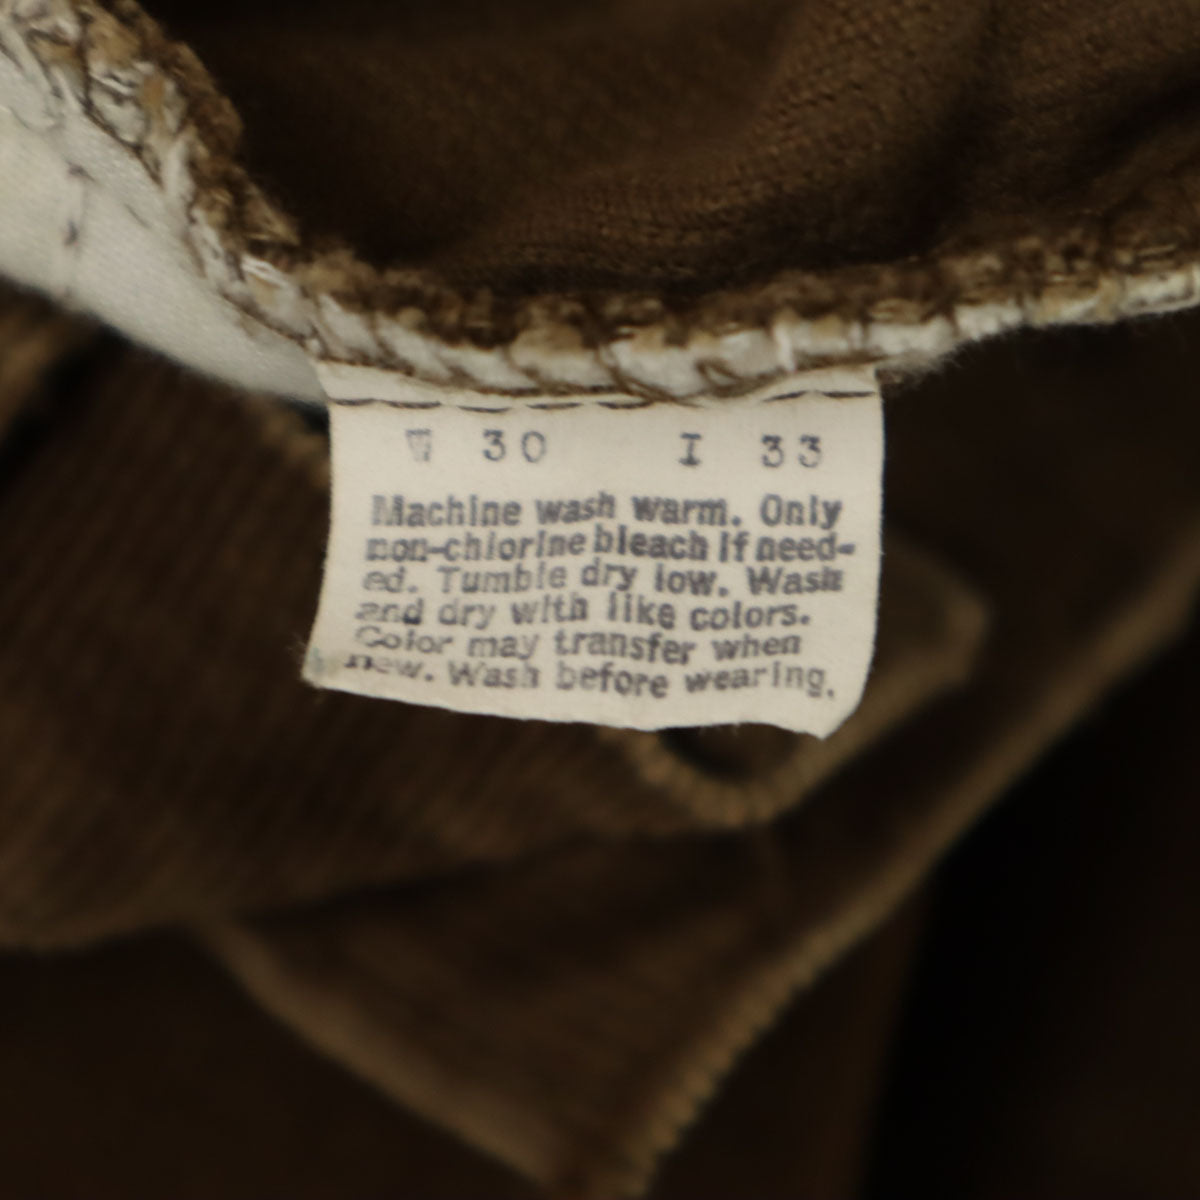 W 30 I 33
Machine wash warm. Only
non-chlorine bleach if need-
ed. Tumble dry low. Wash
and dry with like colors.
Color may transfer when
new. Wash before wearing.